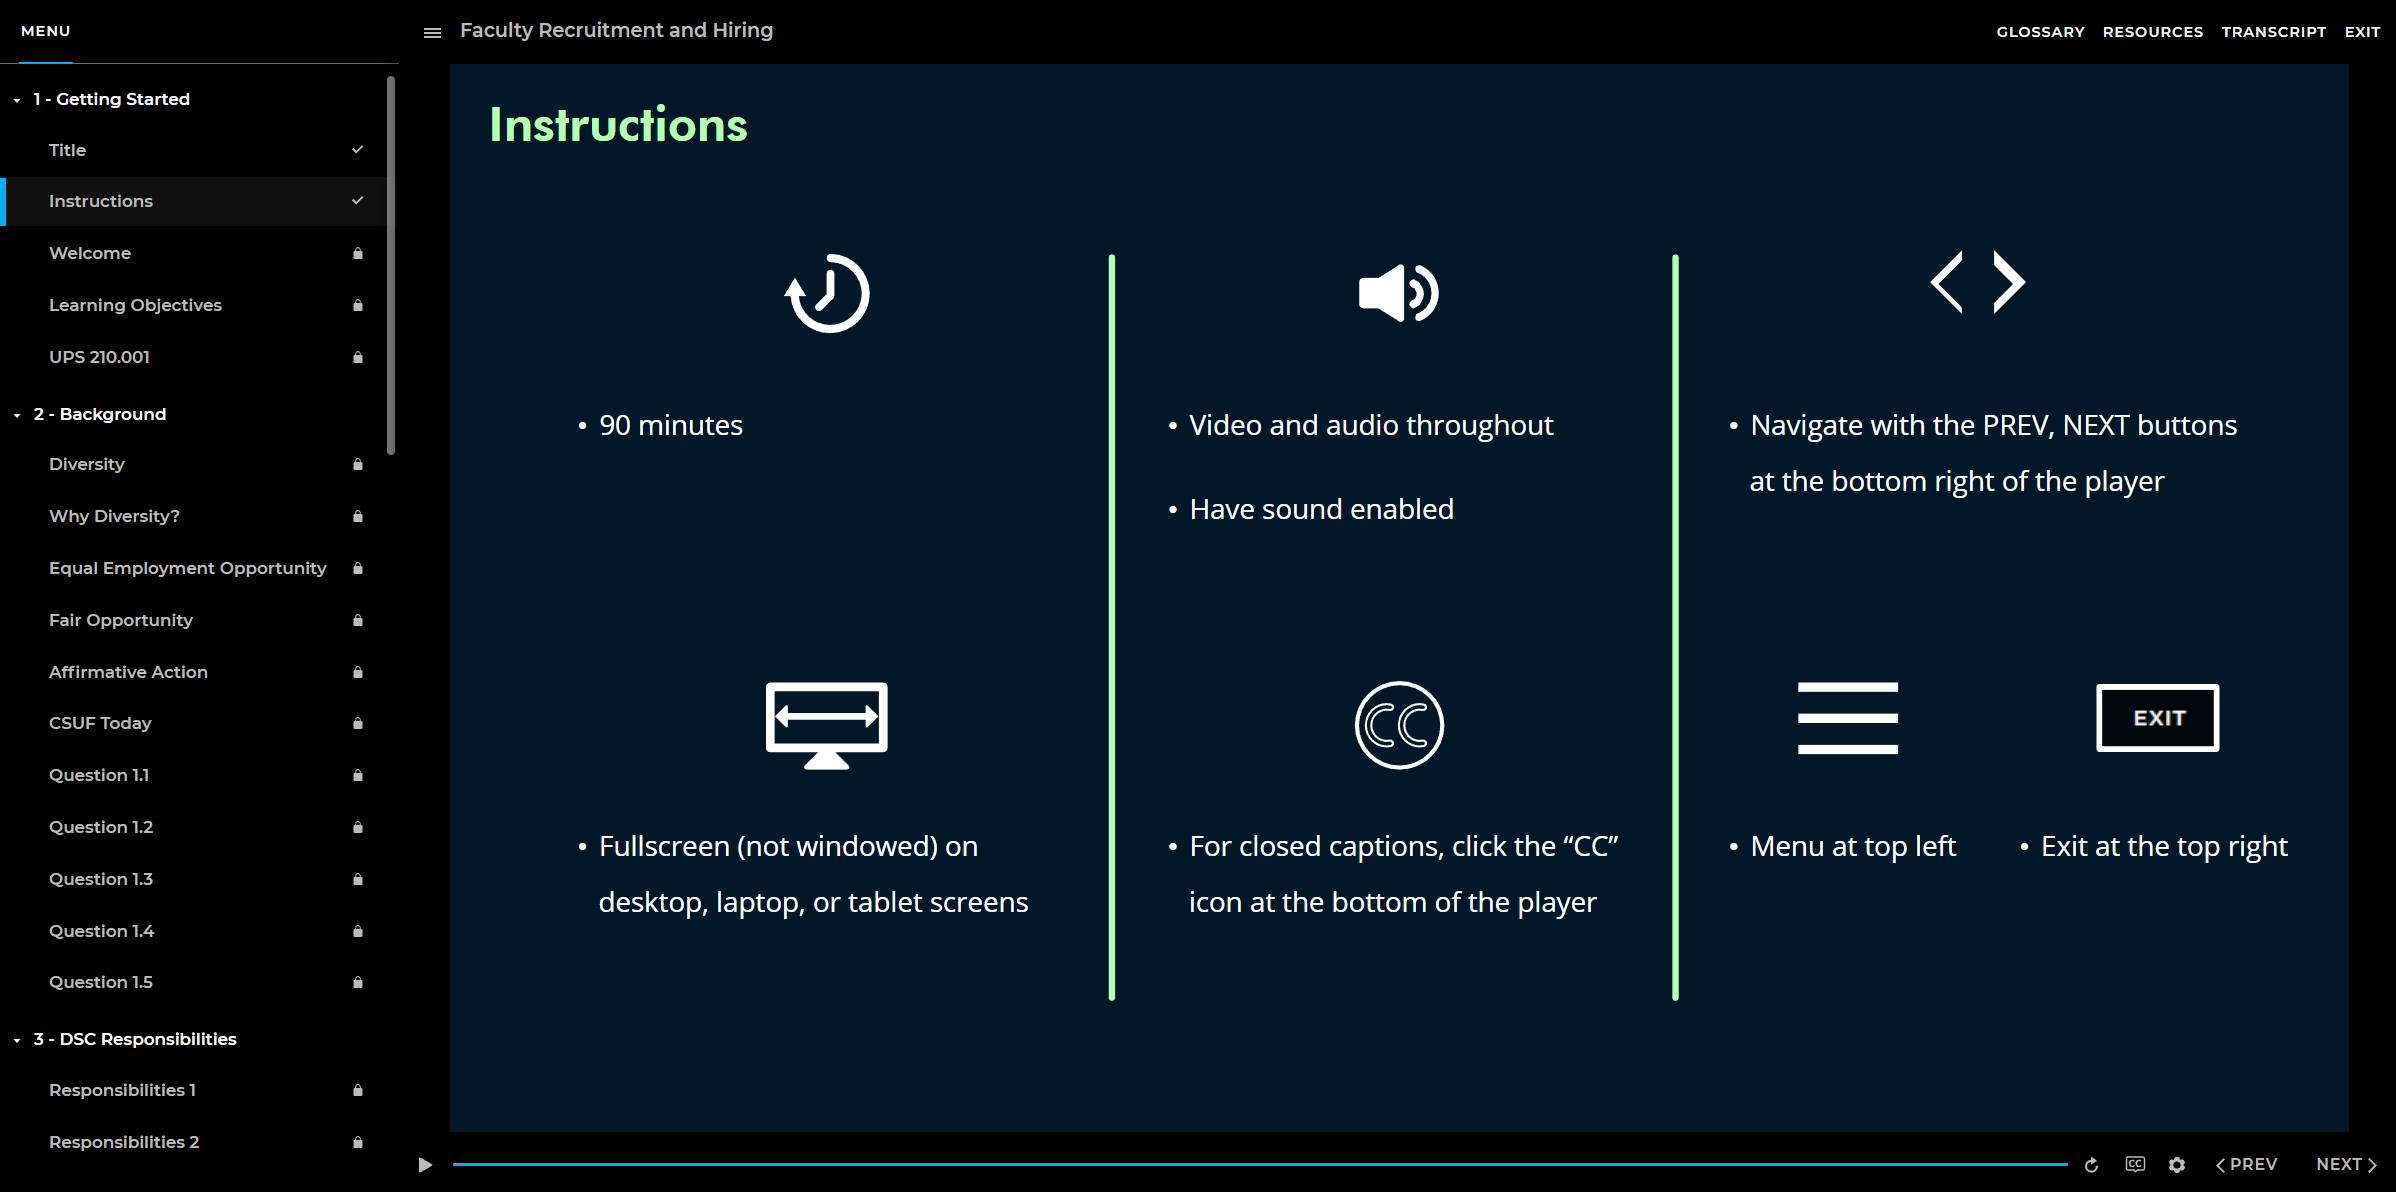 MENU
Faculty Recruitment and Hiring
GLOSSARY
RESOURCES
TRANSCRIPT
EXIT
1 - Getting Started
Title
Instructions
Welcome
Learning Objectives
UPS 210.001
2 - Background
Diversity
Why Diversity?
Equal Employment Opportunity
Fair Opportunity
Affirmative Action
CSUF Today
Question 1.1
Question 1.2
Question 1.3
Question 1.4
Question 1.5
3 - DSC Responsibilities
Responsibilities 1
Responsibilities 2
Instructions
• 90 minutes
• Video and audio throughout
• Have sound enabled
• Navigate with the PREV, NEXT buttons
at the bottom right of the player
• Fullscreen (not windowed) on
desktop, laptop, or tablet screens
CC
• For closed captions, click the “CC”
icon at the bottom of the player
EXIT
• Menu at top left
• Exit at the top right
CC
PREV
NEXT